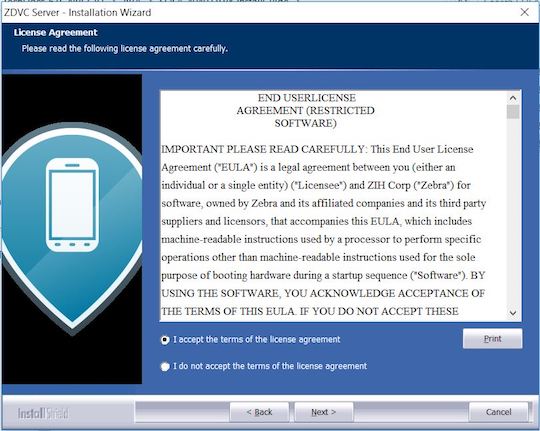 ZDVC Server - Installation Wizard
License Agreement
Please read the following license agreement carefully.
END USERLICENSE
AGREEMENT (RESTRICTED
SOFTWARE)
IMPORTANT PLEASE READ CAREFULLY: This End User License
Agreement ("EULA") is a legal agreement between you (either an
individual or a single entity) ("Licensee") and ZIH Corp ("Zebra") for
software, owned by Zebra and its affiliated companies and its third party
suppliers and licensors, that accompanies this EULA, which includes
machine-readable instructions used by a processor to perform specific
operations other than machine-readable instructions used for the sole
purpose of booting hardware during a startup sequence ("Software"). BY
USING THE SOFTWARE, YOU ACKNOWLEDGE ACCEPTANCE OF
THE TERMS OF THIS EULA. IF YOU DO NOT ACCEPT THESE
I accept the terms of the license agreement
Print
I do not accept the terms of the license agreement
InstallShield
< Back
Next >
Cancel